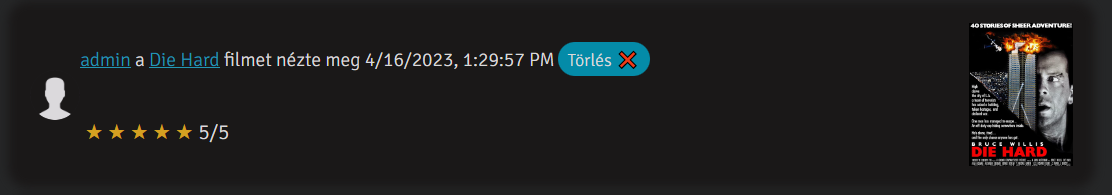 40 STORIES OF SHEER ADVENTURE!
admin a Die Hard filmet nézte meg 4/16/2023, 1:29:57 PM Törlés
5/5
BRUCE WILLIS
DIE HARD